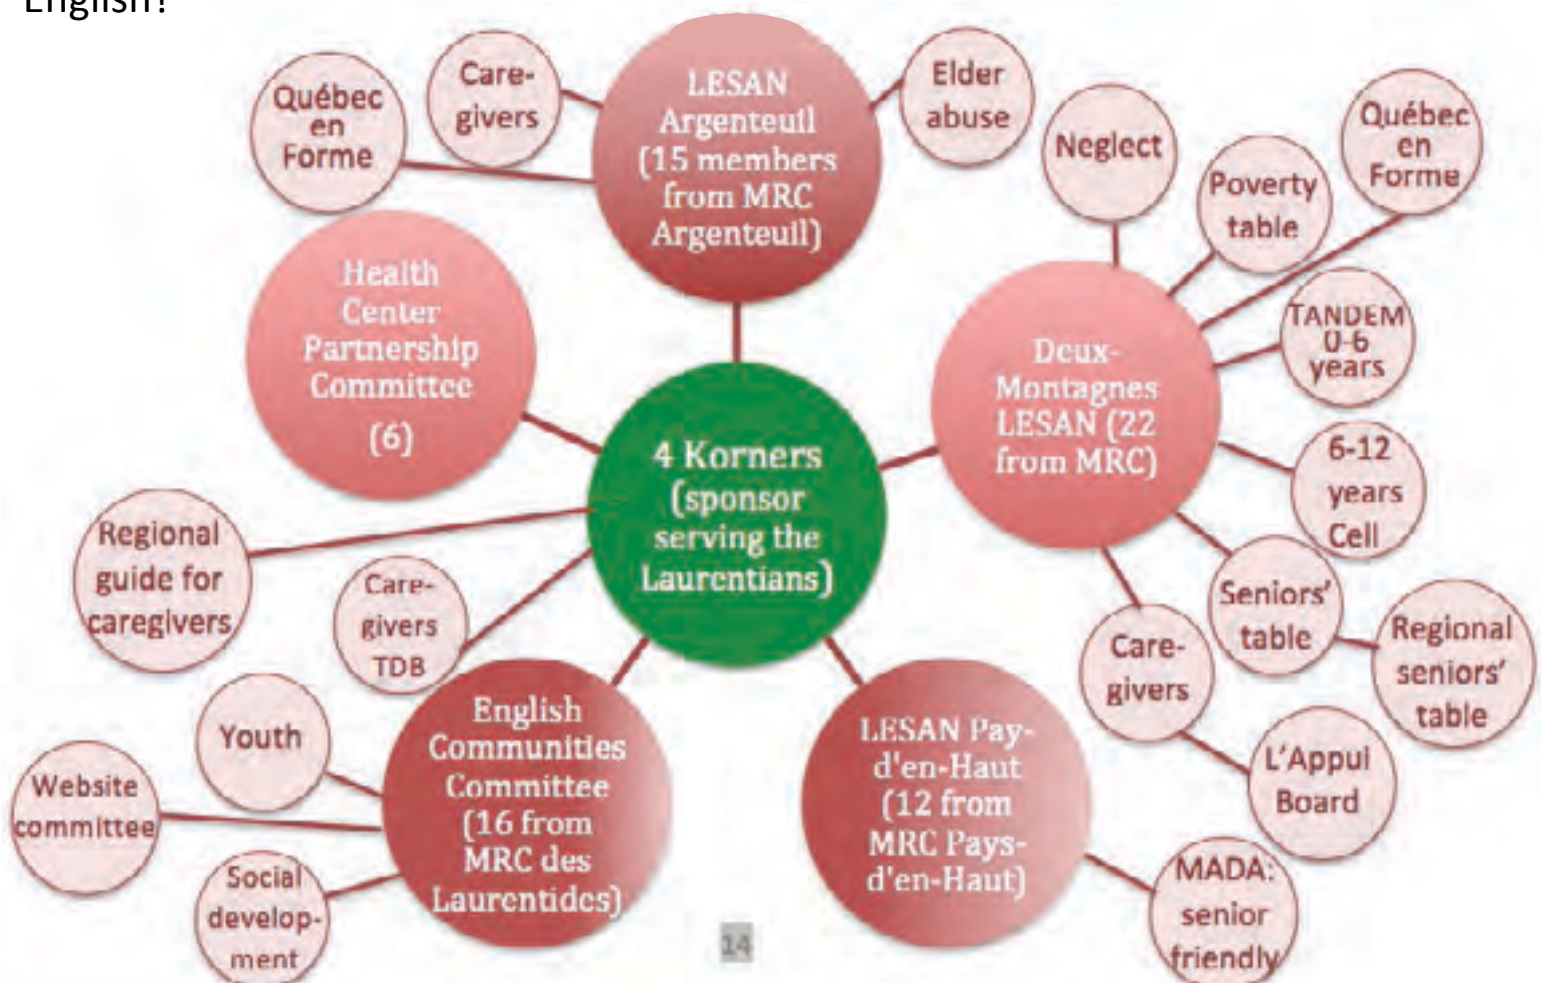 English?
LESAN
Argenteuil
(15 members
from MRC
Argenteuil)
Québec
en
Forme
Care-
givers
Elder
abuse
Health
Center
Partnership
Committee
(6)
4 Korners
(sponsor
serving the
Laurentians)
Deux-
Montagnes
LESAN (22
from MRC)
Neglect
Poverty
table
Québec
en
Forme
TANDEM
0-6
years
6-12
years
Cell
Seniors'
table
Regional
seniors'
table
Care-
givers
L'Appui
Board
Regional
guide for
caregivers
Care-
givers
TDB
English
Communities
Committee
(16 from
MRC des
Laurentides)
Youth
Website
committee
Social
develop-
ment
LESAN Pay-
d'en-Haut
(12 from
MRC Pays-
d'en-Haut)
MADA:
senior
friendly
14